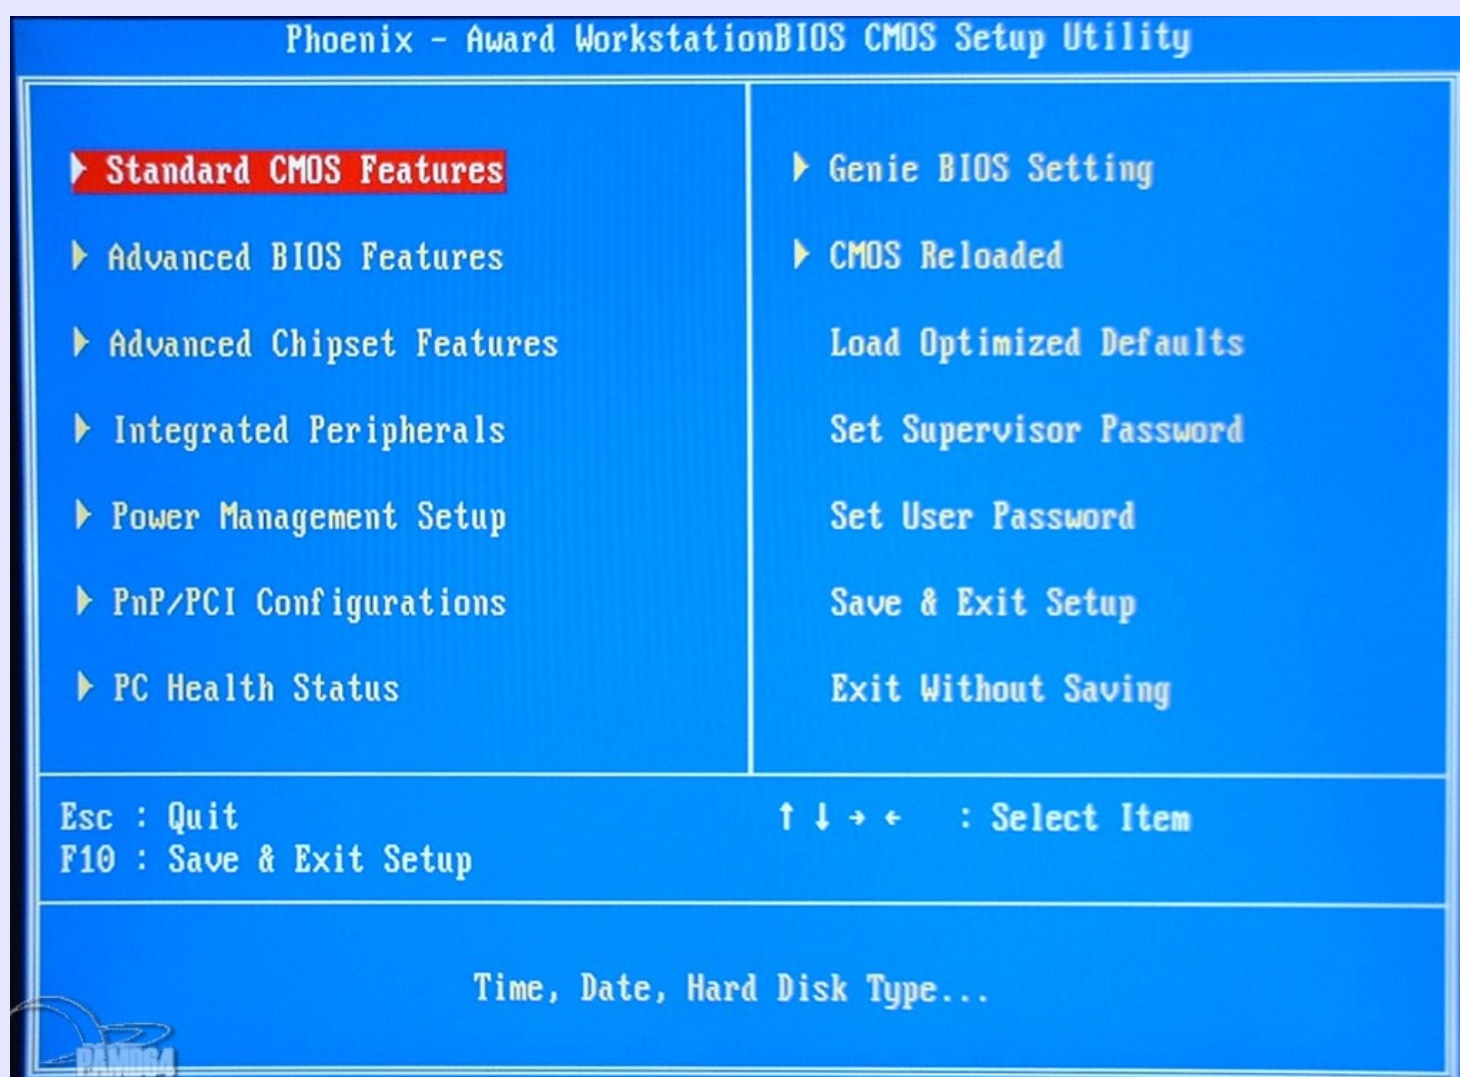 Phoenix - Award WorkstationBIOS CMOS Setup Utility
Standard CMOS Features
Advanced BIOS Features
Advanced Chipset Features
Integrated Peripherals
Power Management Setup
PnP/PCI Configurations
PC Health Status
Genie BIOS Setting
CMOS Reloaded
Load Optimized Defaults
Set Supervisor Password
Set User Password
Save & Exit Setup
Exit Without Saving
Esc : Quit
F10 : Save & Exit Setup
↑ ↓ → ← : Select Item
Time, Date, Hard Disk Type...
PAMD64